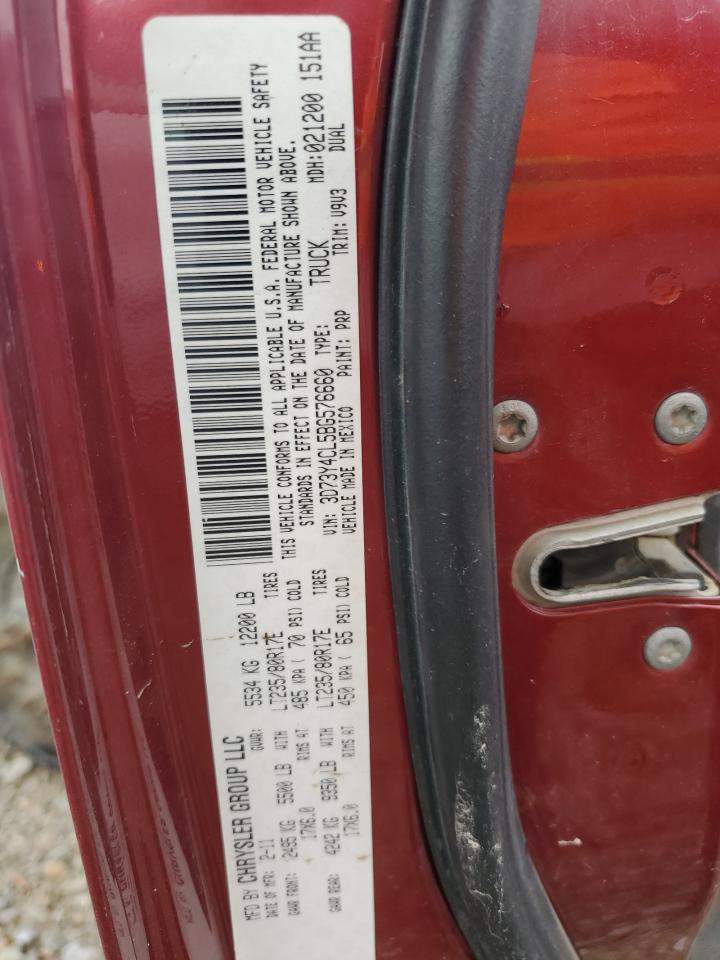 MFD BY CHRYSLER GROUP LLC
DATE OF MFR: 2-11 GVWR: 5534 KG 12200 LB
GAWR FRONT: 2495 KG 5500 LB WITH LT235/80R17E TIRES
17X6.0 RIMS AT 485 KPA ( 70 PSI) COLD
GAWR REAR: 4242 KG 9350 LB WITH LT235/80R17E TIRES
17X6.0 RIMS AT 450 KPA ( 65 PSI) COLD
THIS VEHICLE CONFORMS TO ALL APPLICABLE U.S.A. FEDERAL MOTOR VEHICLE SAFETY
STANDARDS IN EFFECT ON THE DATE OF MANUFACTURE SHOWN ABOVE.
VIN: 3D73Y4CL5BG576660 TYPE: TRUCK MDH: 021200 151AA
VEHICLE MADE IN MEXICO PAINT: PRP TRIM: V9V3 DUAL